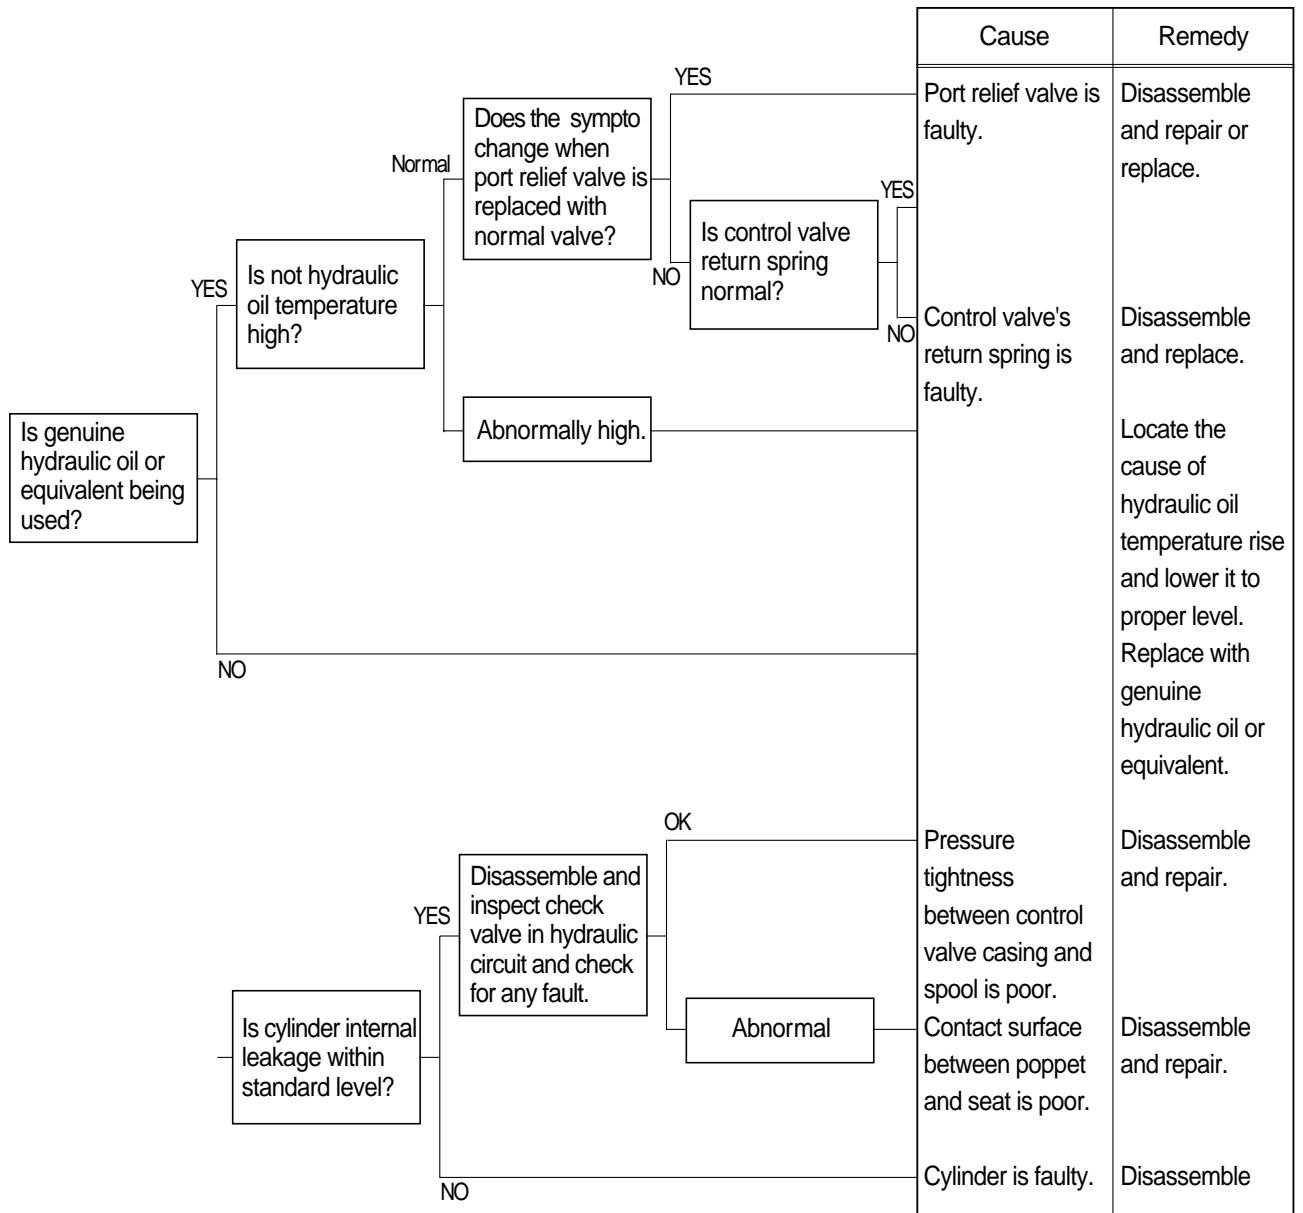 Cause
Remedy
YES
Port relief valve is
faulty.
Disassemble
and repair or
replace.
Does the sympto
change when
port relief valve is
replaced with
normal valve?
Normal
YES
Is control valve
return spring
normal?
NO
YES
Is not hydraulic
oil temperature
high?
NO
Control valve's
return spring is
faulty.
Disassemble
and replace.
Abnormally high.
Is genuine
hydraulic oil or
equivalent being
used?
Locate the
cause of
hydraulic oil
temperature rise
and lower it to
proper level.
NO
Replace with
genuine
hydraulic oil or
equivalent.
OK
Pressure
tightness
between control
valve casing and
spool is poor.
Disassemble
and repair.
YES
Disassemble and
inspect check
valve in hydraulic
circuit and check
for any fault.
Is cylinder internal
leakage within
standard level?
Abnormal
Contact surface
between poppet
and seat is poor.
Disassemble
and repair.
NO
Cylinder is faulty.
Disassemble